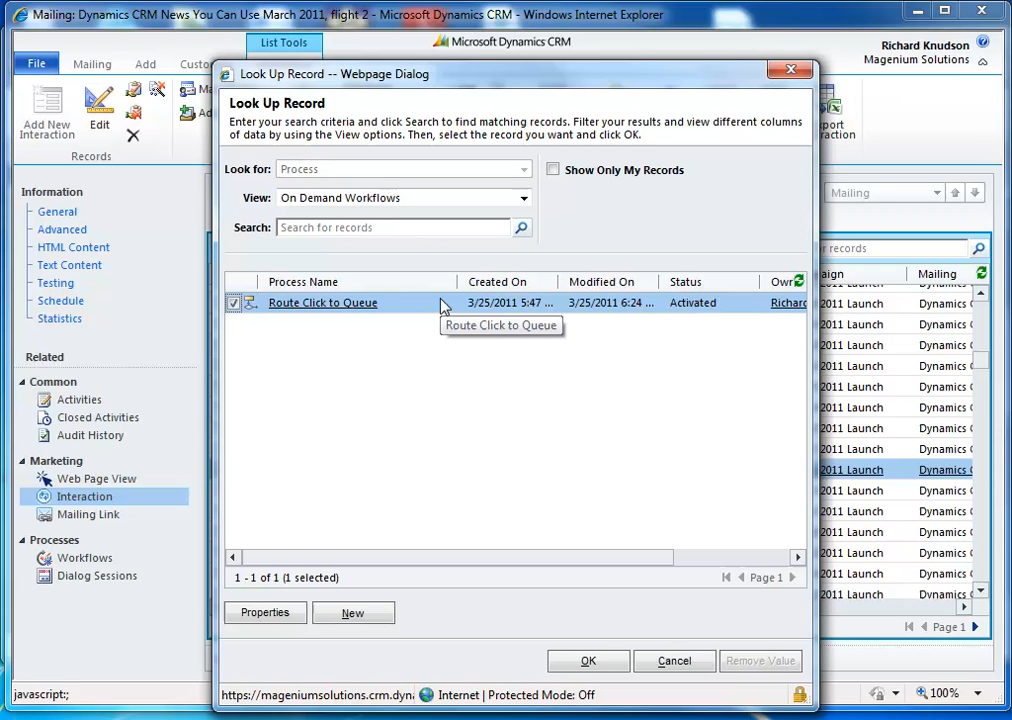 Mailing: Dynamics CRM News You Can Use March 2011, flight 2 - Microsoft Dynamics CRM - Windows Internet Explorer
List Tools
Microsoft Dynamics CRM
Richard Knudson
Magenium Solutions
File
Mailing
Add
Custo
Add New
Interaction
Edit
Ma
Ad
Records
port
eraction
Look Up Record -- Webpage Dialog
Look Up Record
Enter your search criteria and click Search to find matching records. Filter your results and view different columns
of data by using the View options. Then, select the record you want and click OK.
Look for:
Process
Show Only My Records
View:
On Demand Workflows
Search:
Search for records
Process Name
Created On
Modified On
Status
Owr
Route Click to Queue
3/25/2011 5:47 ...
3/25/2011 6:24 ...
Activated
Richard
Route Click to Queue
1 - 1 of 1 (1 selected)
Page 1
Properties
New
OK
Cancel
Remove Value
https://mageniumsolutions.crm.dyna
Internet | Protected Mode: Off
Information
General
Advanced
HTML Content
Text Content
Testing
Schedule
Statistics
Related
Common
Activities
Closed Activities
Audit History
Marketing
Web Page View
Interaction
Mailing Link
Processes
Workflows
Dialog Sessions
Mailing
r records
aign
Mailing
2011 Launch Dynamics C
2011 Launch Dynamics C
2011 Launch Dynamics C
2011 Launch Dynamics C
2011 Launch Dynamics C
2011 Launch Dynamics C
2011 Launch Dynamics C
2011 Launch Dynamics C
2011 Launch Dynamics C
2011 Launch Dynamics C
2011 Launch Dynamics C
2011 Launch Dynamics C
2011 Launch Dynamics C
2011 Launch Dynamics C
Page 1
javascript:;
100%